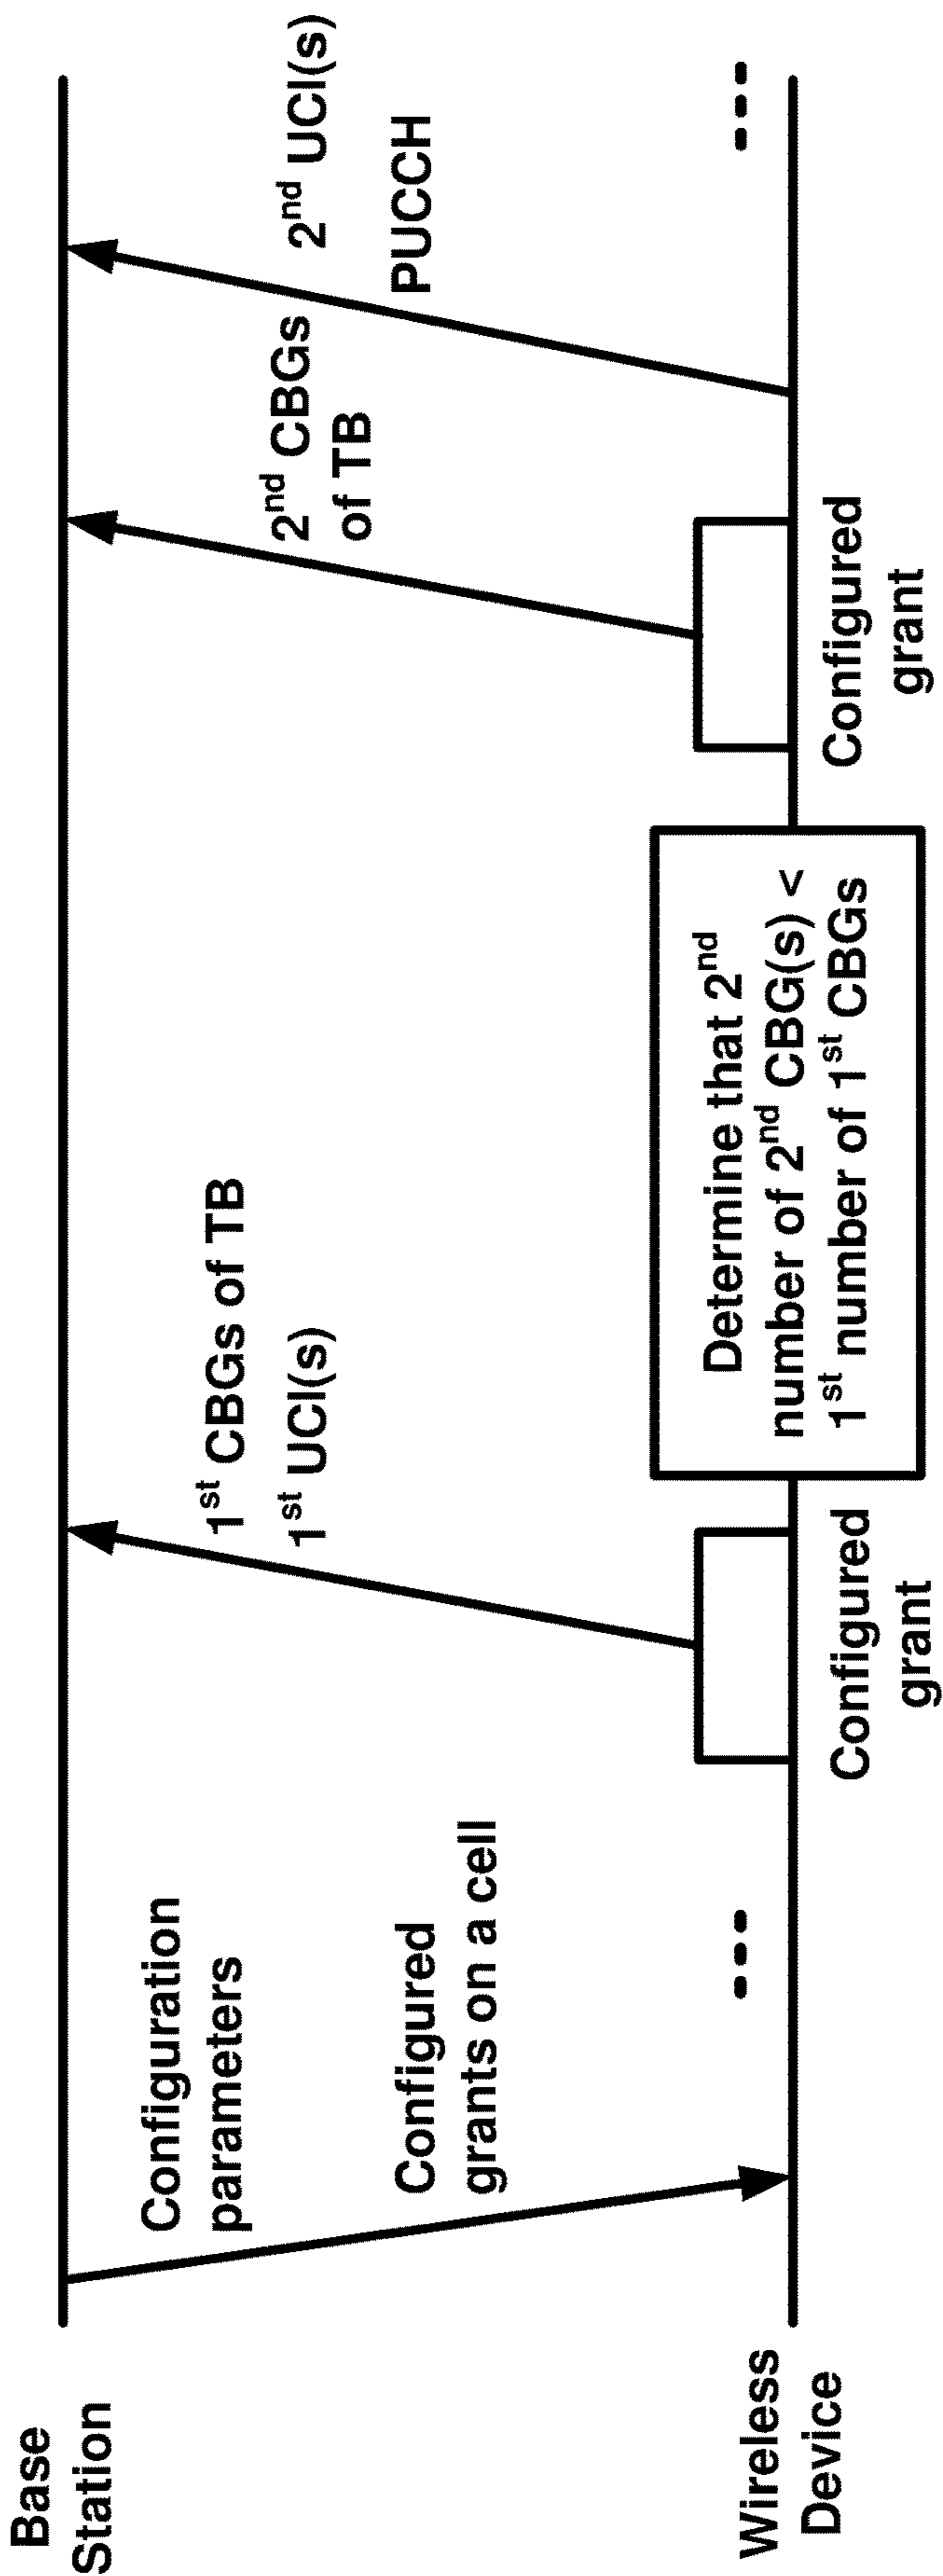 Base
Station
Configuration
parameters
Configured
grants on a cell
1st CBGs of TB
1st UCI(s)
2nd CBGs
of TB
2nd UCI(s)
PUCCH
Wireless
Device
Configured
grant
Determine that 2nd
number of 2nd CBG(s) <
1st number of 1st CBGs
Configured
grant